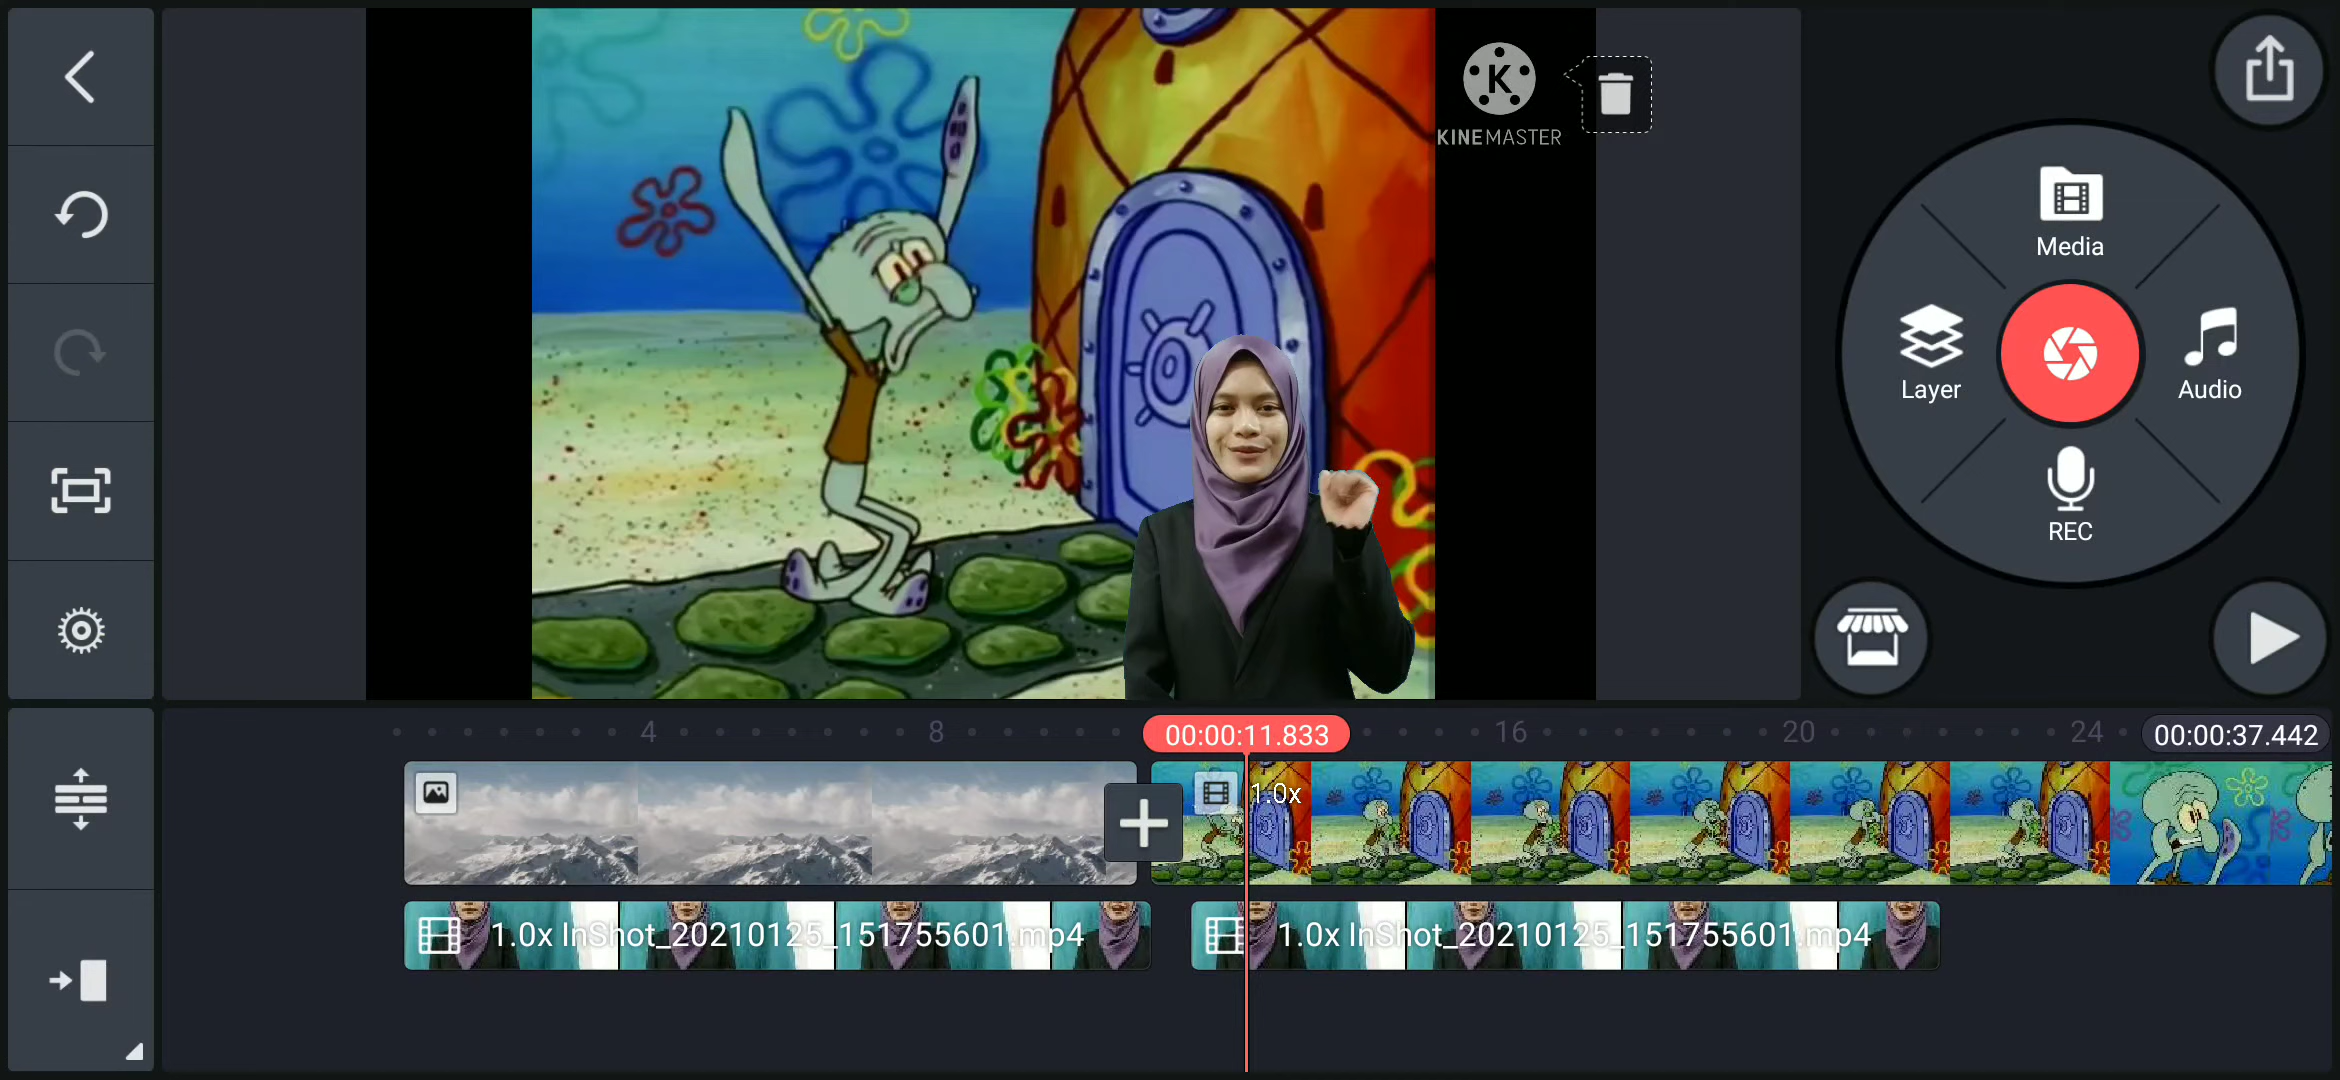 KINEMASTER
Media
Layer
Audio
REC
4
8
00:00:11.833
16
20
24
00:00:37.442
1.0x
1.0x InShot_20210125_151755601.mp4
1.0x InShot_20210125_151755601.mp4